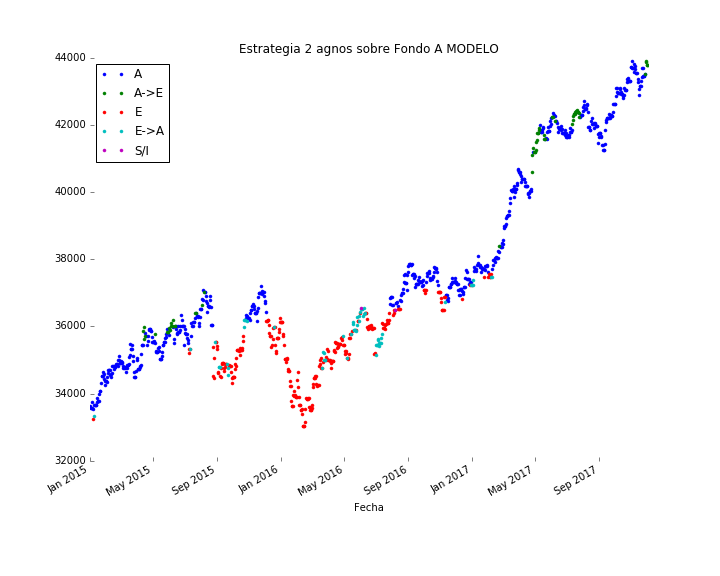 Estrategia 2 agnos sobre Fondo A MODELO
44000
42000
40000
38000
36000
34000
32000
A
A->E
E
E->A
S/I
Jan 2015
May 2015
Sep 2015
Jan 2016
May 2016
Sep 2016
Jan 2017
May 2017
Sep 2017
Fecha